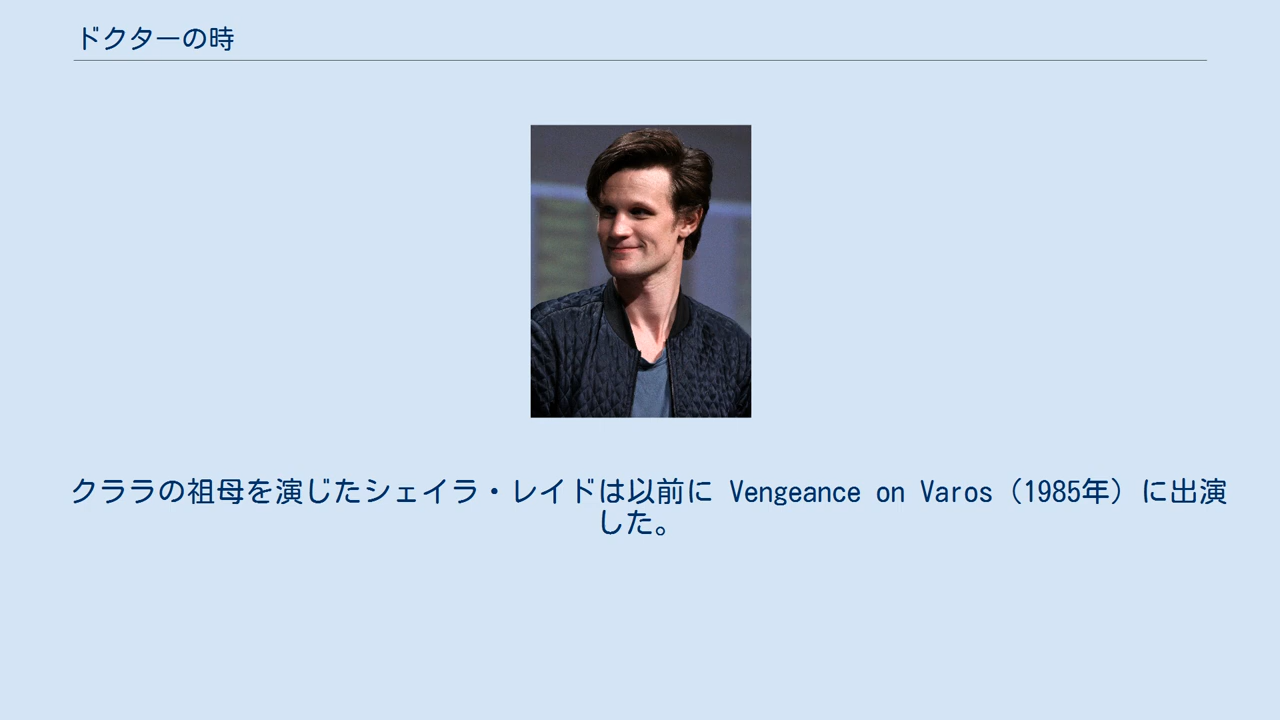 ドクターの時
クララの祖母を演じたシェイラ・レイドは以前に Vengeance on Varos（1985年）に出演
した。